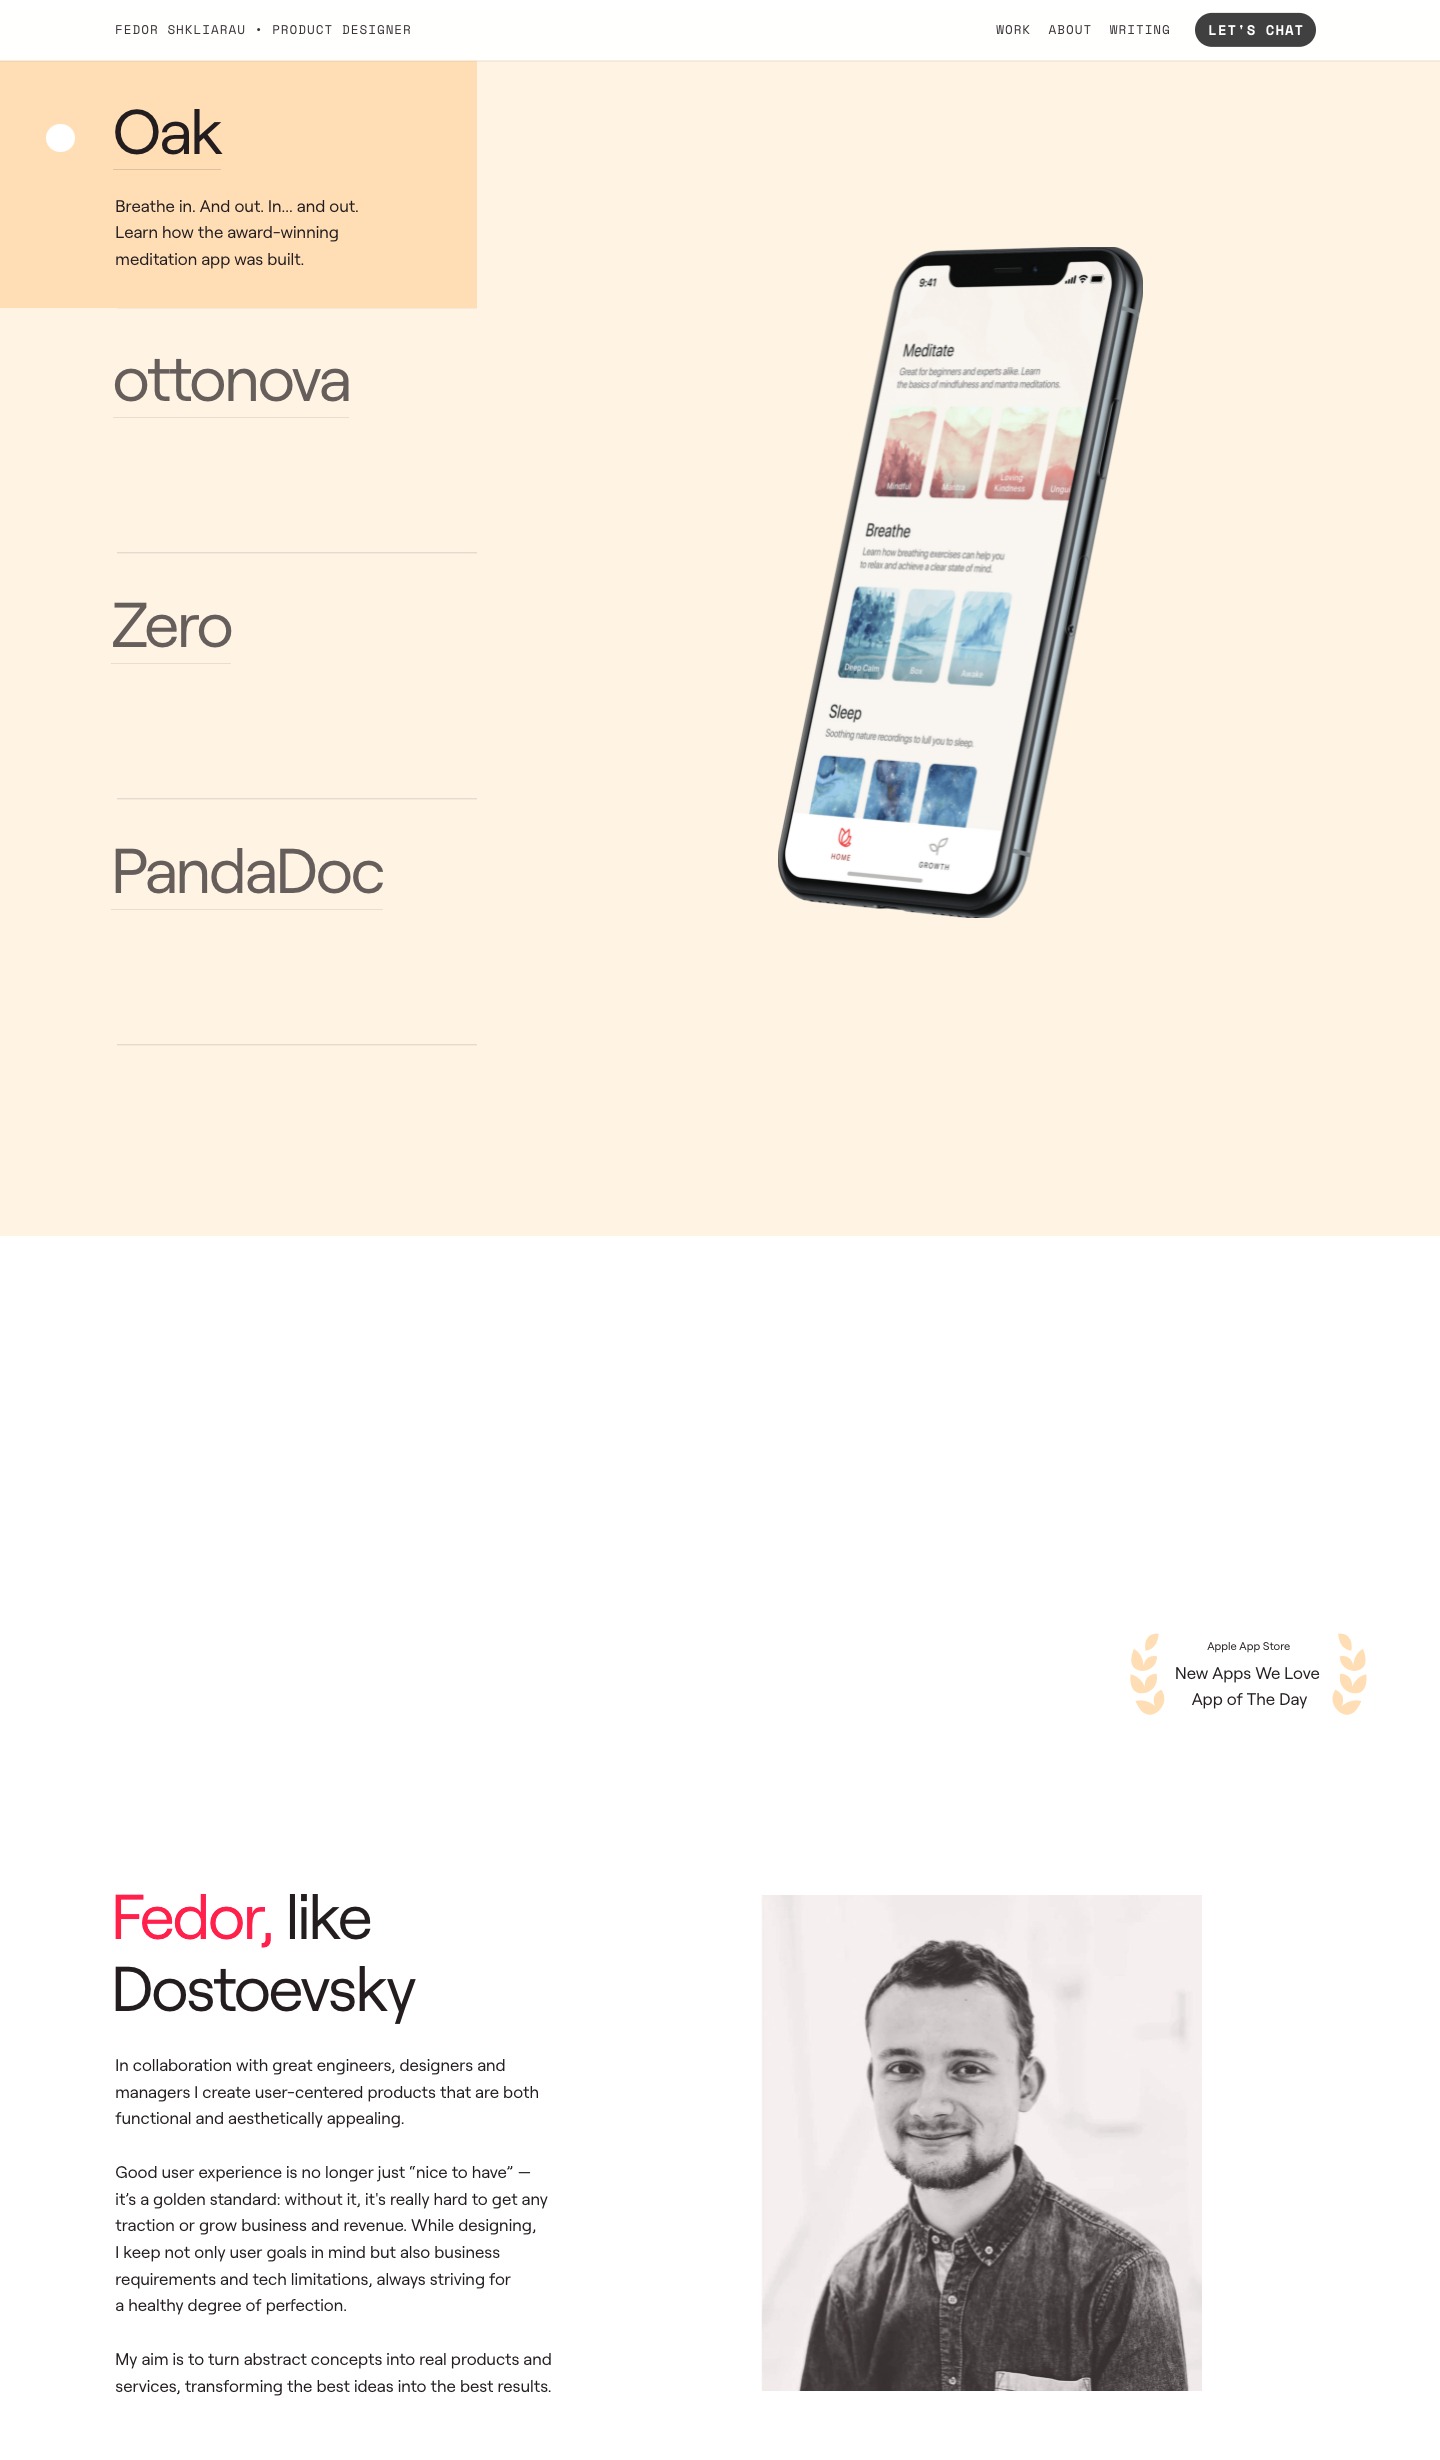 FEDOR SHKLIARAU • PRODUCT DESIGNER
WORK ABOUT WRITING LET'S CHAT
Oak
Breathe in. And out. In... and out.
Learn how the award-winning
meditation app was built.
ottonova
Zero
PandaDoc
9:41
Meditate
Great for beginners and experts alike. Learn
the basics of mindfulness and mantra meditations.
Mindful Mantra Loving Kindness Ungui
Breathe
Learn how breathing exercises can help you
to relax and achieve a clear state of mind.
Deep Calm Box Awake
Sleep
Soothing nature recordings to lull you to sleep.
HOME GROWTH
Apple App Store
New Apps We Love
App of The Day
Fedor, like
Dostoevsky
In collaboration with great engineers, designers and
managers I create user-centered products that are both
functional and aesthetically appealing.
Good user experience is no longer just “nice to have” —
it’s a golden standard: without it, it's really hard to get any
traction or grow business and revenue. While designing,
I keep not only user goals in mind but also business
requirements and tech limitations, always striving for
a healthy degree of perfection.
My aim is to turn abstract concepts into real products and
services, transforming the best ideas into the best results.